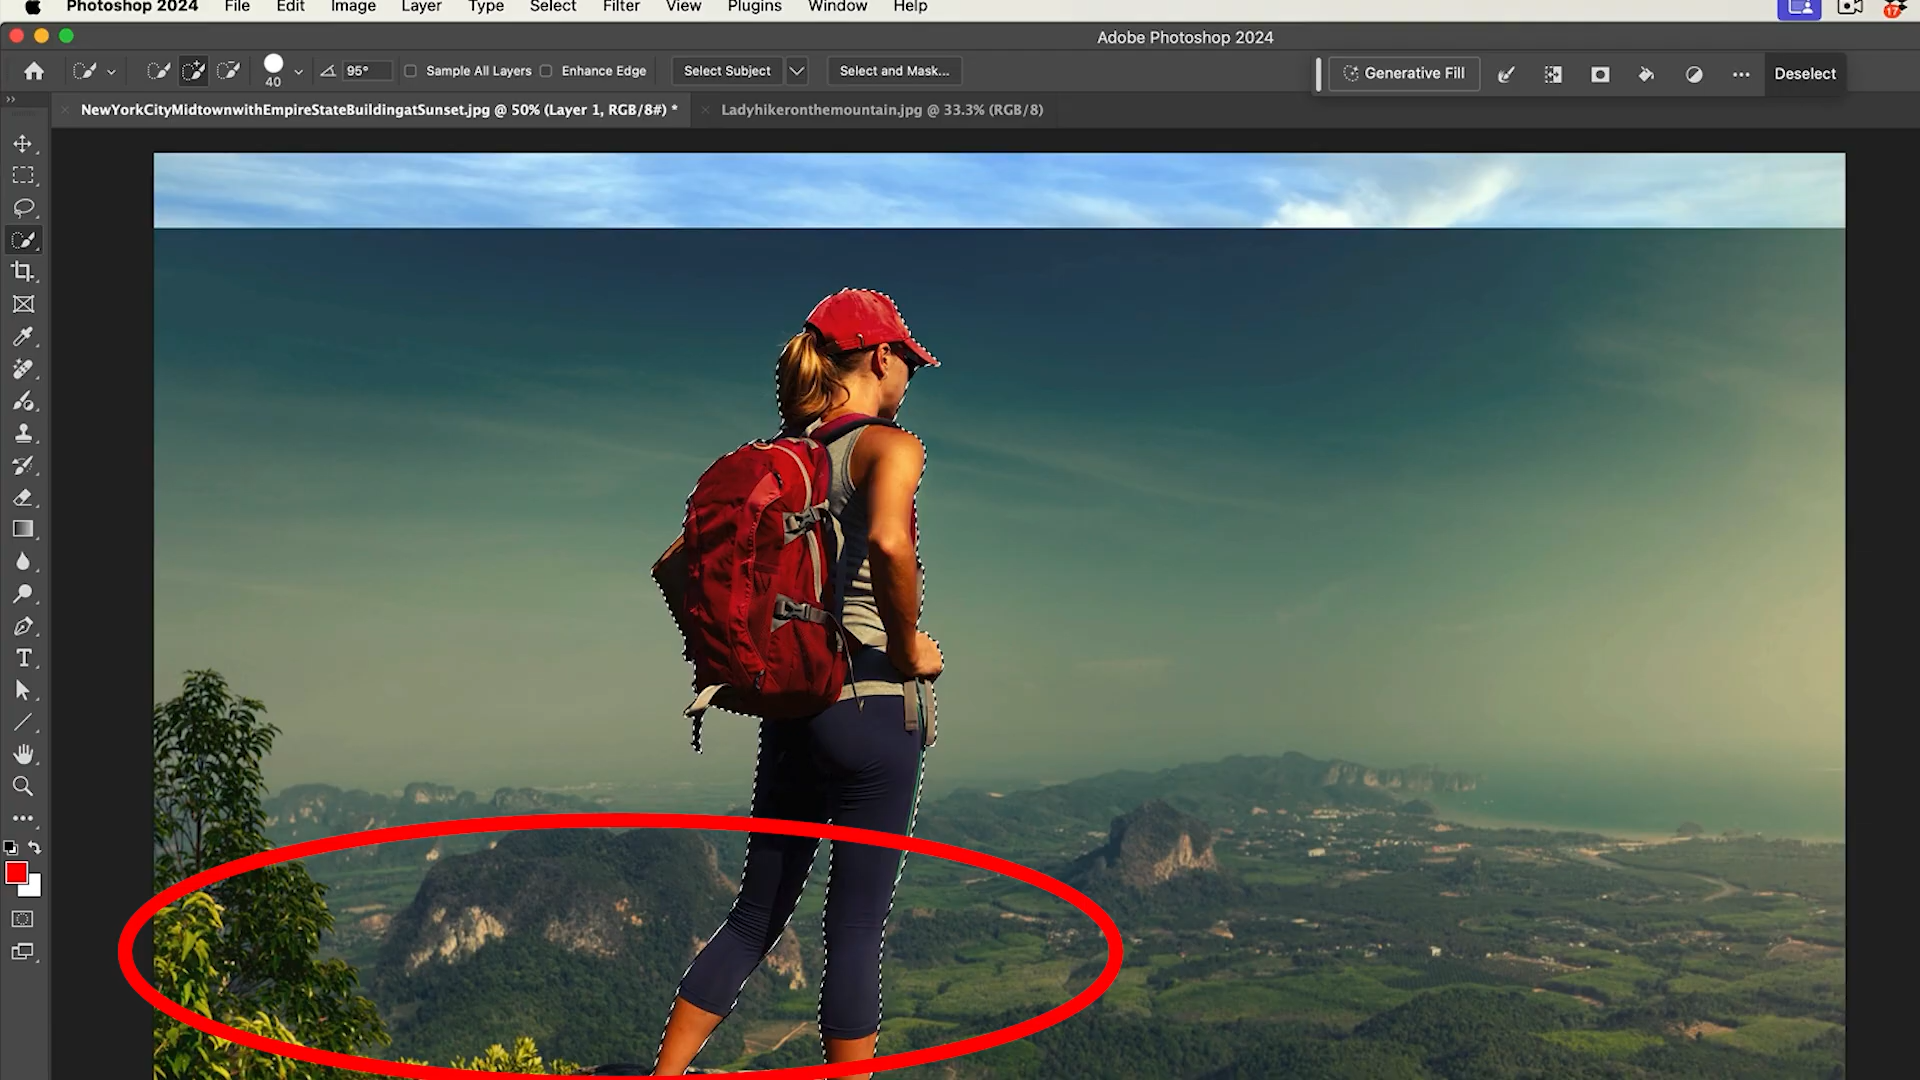 Photoshop 2024 File Edit Image Layer Type Select Filter View Plugins Window Help
17
Adobe Photoshop 2024
40 95° Sample All Layers Enhance Edge Select Subject Select and Mask... Generative Fill Deselect
NewYorkCityMidtownwithEmpireStateBuildingatSunset.jpg @ 50% (Layer 1, RGB/8#) * Ladyhikeronthemountain.jpg @ 33.3% (RGB/8)